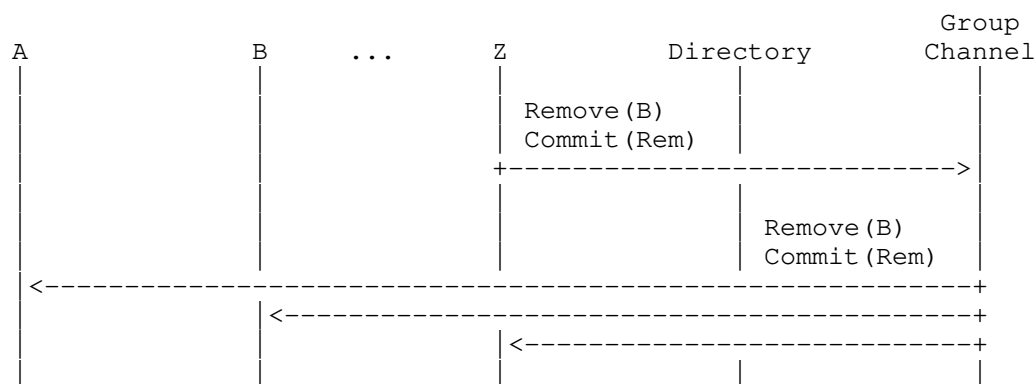 Group
A B ... Z Directory Channel
Remove(B)
Commit(Rem)
Remove(B)
Commit(Rem)